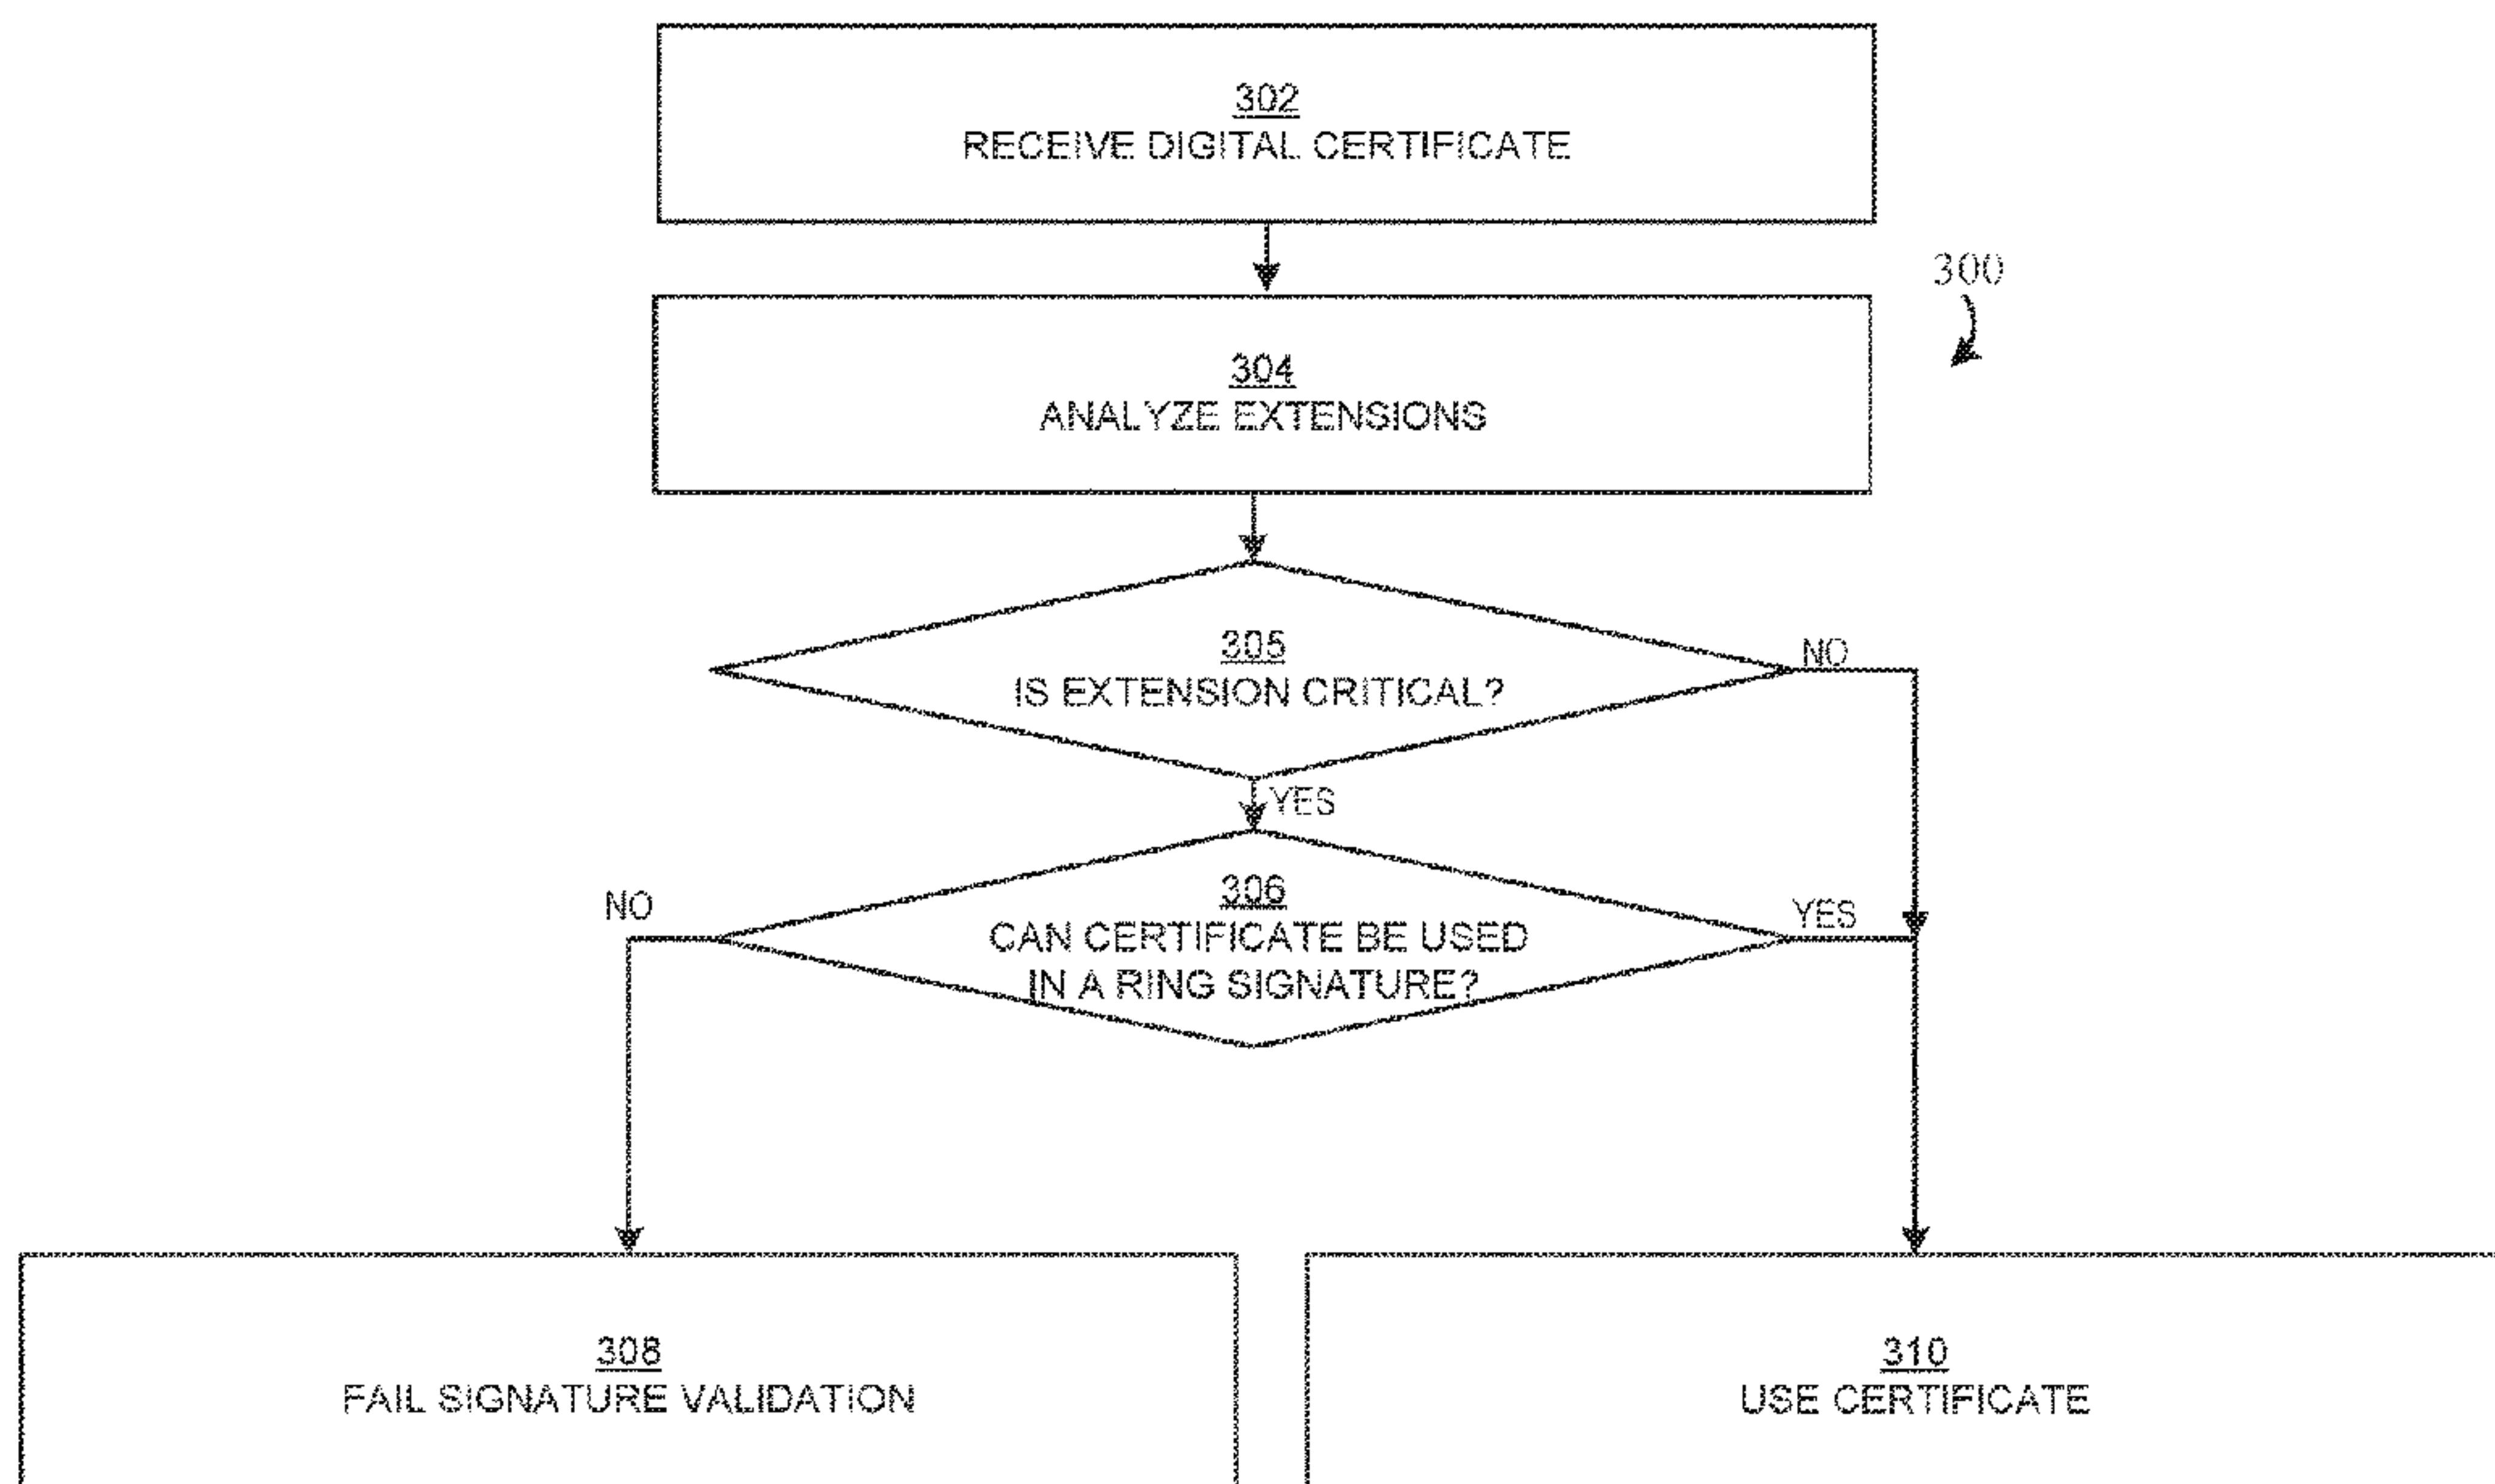 302
RECEIVE DIGITAL CERTIFICATE
300
304
ANALYZE EXTENSIONS
305
IS EXTENSION CRITICAL?
NO
YES
306
CAN CERTIFICATE BE USED
IN A RING SIGNATURE?
NO
YES
308
FAIL SIGNATURE VALIDATION
310
USE CERTIFICATE